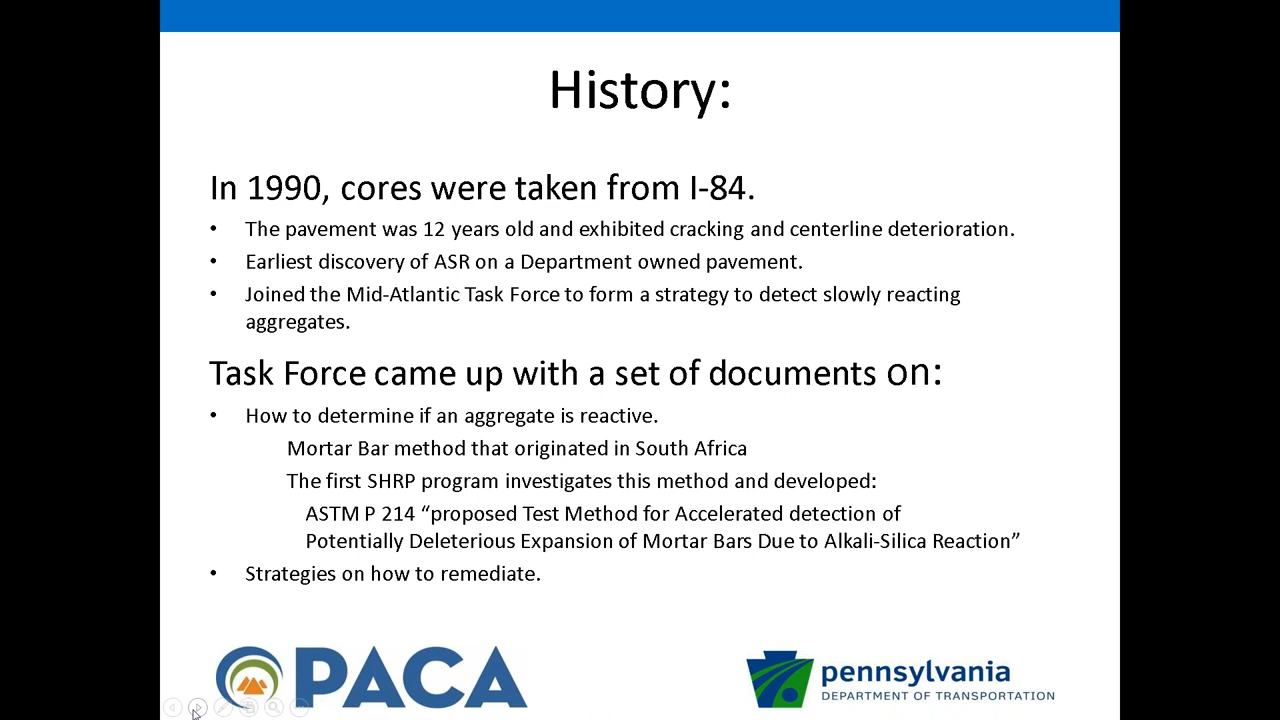 History:
In 1990, cores were taken from I-84.
• The pavement was 12 years old and exhibited cracking and centerline deterioration.
• Earliest discovery of ASR on a Department owned pavement.
• Joined the Mid-Atlantic Task Force to form a strategy to detect slowly reacting
aggregates.
Task Force came up with a set of documents on:
• How to determine if an aggregate is reactive.
Mortar Bar method that originated in South Africa
The first SHRP program investigates this method and developed:
ASTM P 214 “proposed Test Method for Accelerated detection of
Potentially Deleterious Expansion of Mortar Bars Due to Alkali-Silica Reaction”
• Strategies on how to remediate.
PACA
pennsylvania
DEPARTMENT OF TRANSPORTATION